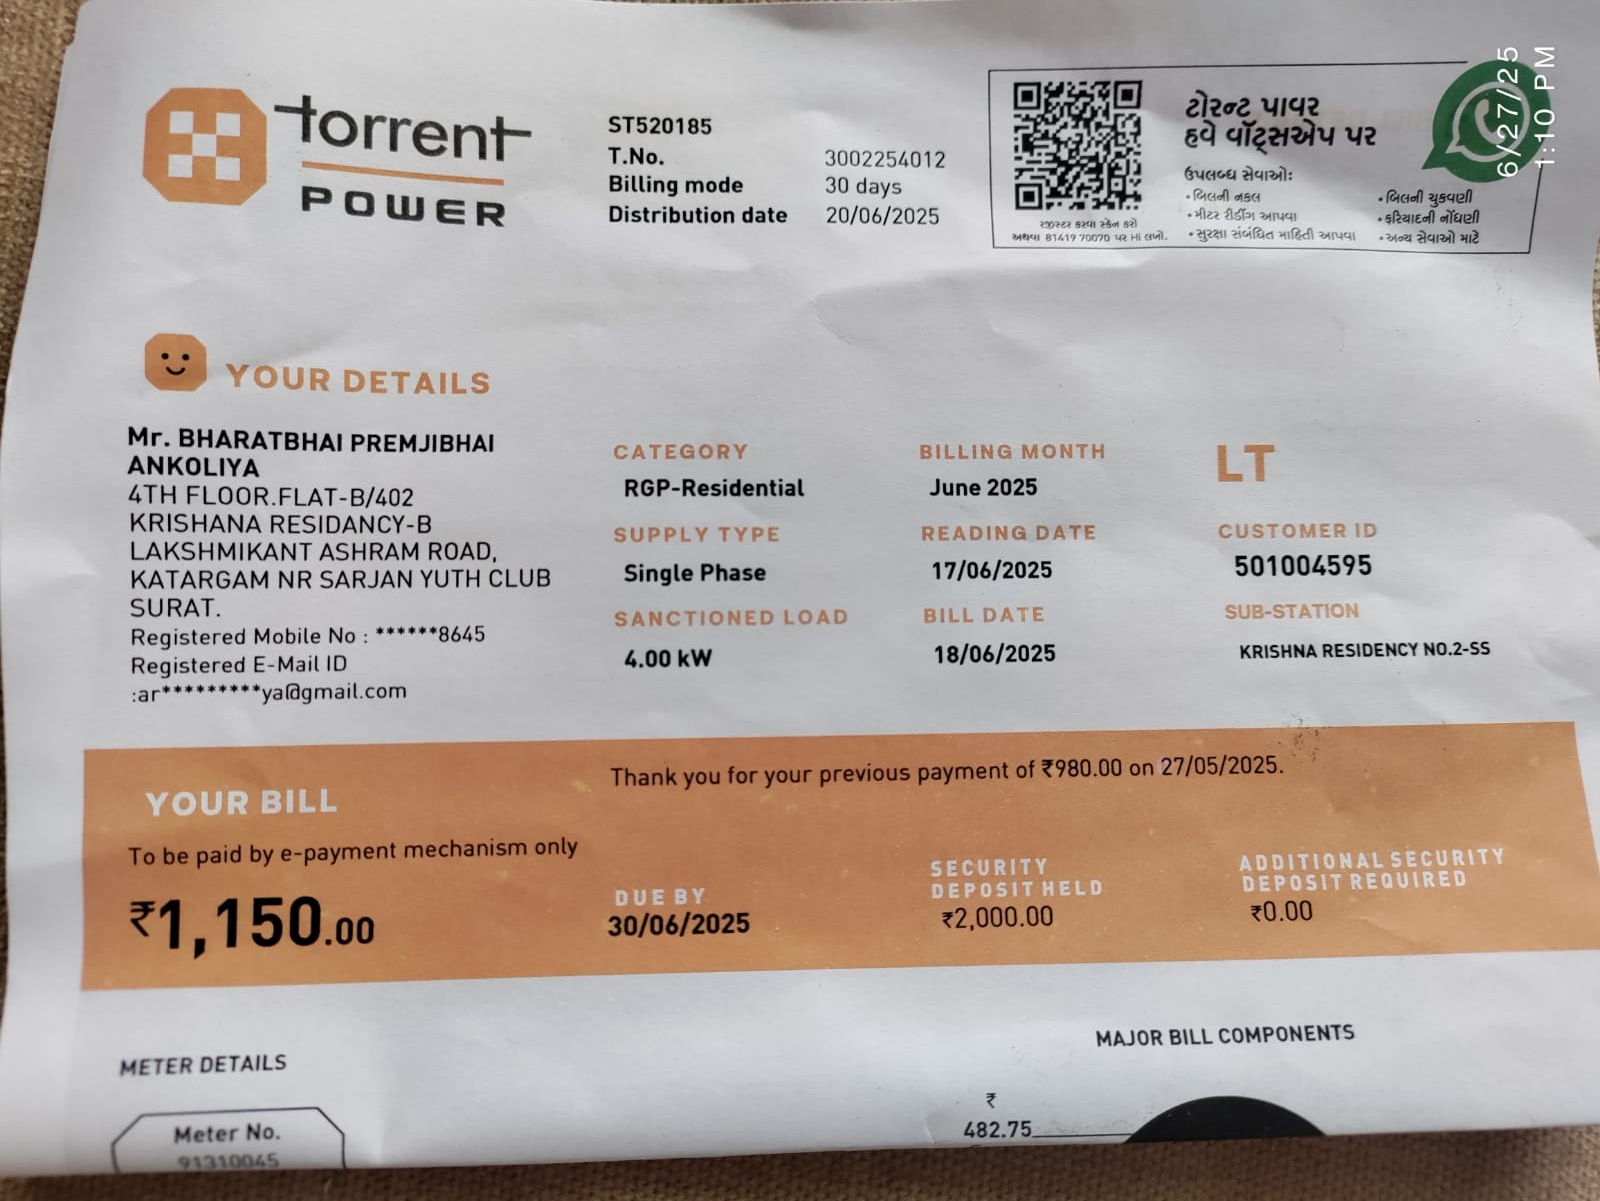 torrent
POWER
ST520185
T.No. 3002254012
Billing mode 30 days
Distribution date 20/06/2025
ટોરન્ટ પાવર
હવે વૉટ્સએપ પર
ઉપલબ્ધ સેવાઓ:
• બિલની નકલ • બિલની ચુકવણી
• મીટર રીડીંગ આપવા • ફરિયાદની નોંધણી
• સુરક્ષા સંબંધિત માહિતી આપવા • અન્ય સેવાઓ માટે
રજીસ્ટર કરવા સ્કેન કરો
અથવા 81419 70070 પર Hi લખો.
6/27/25
1:10 PM
YOUR DETAILS
Mr. BHARATBHAI PREMJIBHAI
ANKOLIYA
4TH FLOOR.FLAT-B/402
KRISHANA RESIDANCY-B
LAKSHMIKANT ASHRAM ROAD,
KATARGAM NR SARJAN YUTH CLUB
SURAT.
Registered Mobile No : ******8645
Registered E-Mail ID
:ar*********ya@gmail.com
CATEGORY
RGP-Residential
SUPPLY TYPE
Single Phase
SANCTIONED LOAD
4.00 kW
BILLING MONTH
June 2025
READING DATE
17/06/2025
BILL DATE
18/06/2025
LT
CUSTOMER ID
501004595
SUB-STATION
KRISHNA RESIDENCY NO.2-SS
Thank you for your previous payment of ₹980.00 on 27/05/2025.
YOUR BILL
To be paid by e-payment mechanism only
₹1,150.00
DUE BY
30/06/2025
SECURITY
DEPOSIT HELD
₹2,000.00
ADDITIONAL SECURITY
DEPOSIT REQUIRED
₹0.00
METER DETAILS
Meter No.
91310045
MAJOR BILL COMPONENTS
₹
482.75